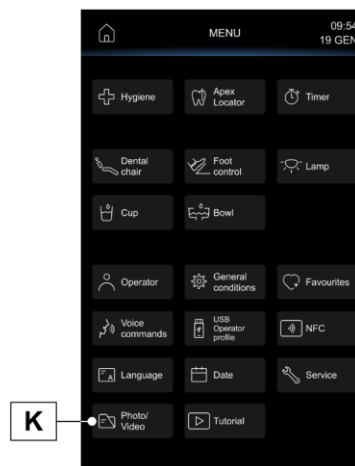 MENU
09:54
19 GEN
Hygiene
Apex
Locator
Timer
Dental
chair
Foot
control
Lamp
Cup
Bowl
Operator
General
conditions
Favourites
Voice
commands
USB
Operator
profile
NFC
A
Language
Date
Service
K
Photo/
Video
Tutorial